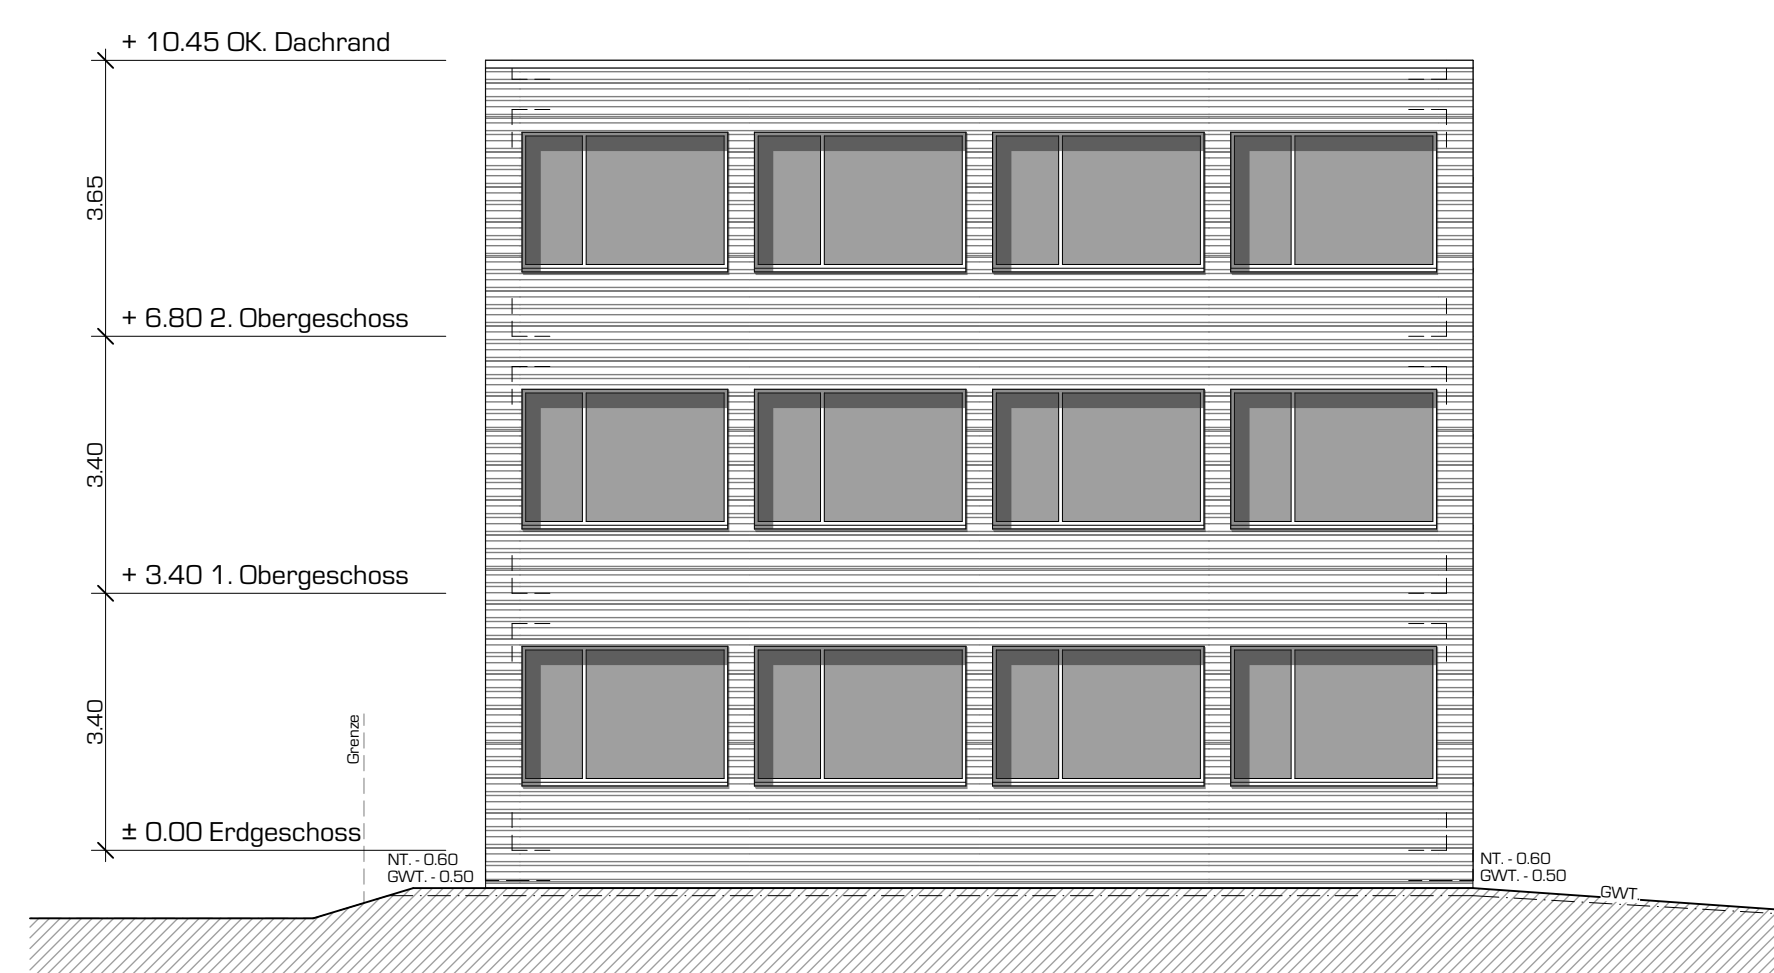 + 10.45 OK. Dachrand
3.65
+ 6.80 2. Obergeschoss
3.40
+ 3.40 1. Obergeschoss
3.40
Grenze
± 0.00 Erdgeschoss
NT. - 0.60
GWT. - 0.50
NT. - 0.60
GWT. - 0.50
GWT.